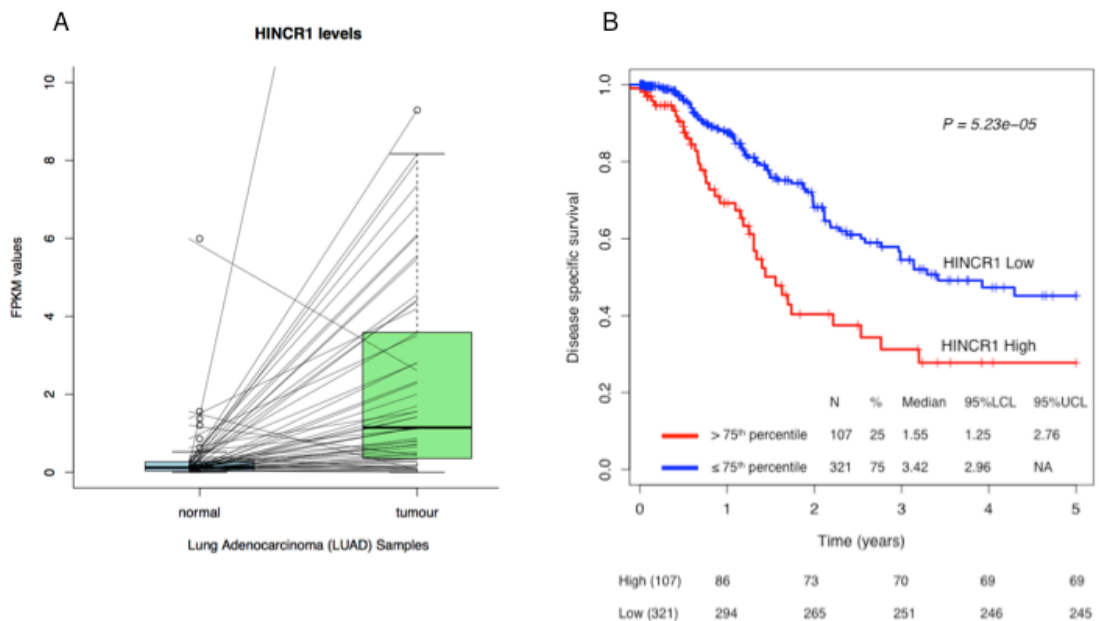 A
HINCR1 levels
FPKM values
0
2
4
6
8
10
normal
tumour
Lung Adenocarcinoma (LUAD) Samples
B
Disease specific survival
1.0
0.8
0.6
0.4
0.2
0.0
P = 5.23e−05
HINCR1 Low
HINCR1 High
N % Median 95%LCL 95%UCL
> 75th percentile 107 25 1.55 1.25 2.76
≤ 75th percentile 321 75 3.42 2.96 NA
0 1 2 3 4 5
Time (years)
High (107) 86 73 70 69 69
Low (321) 294 265 251 246 245